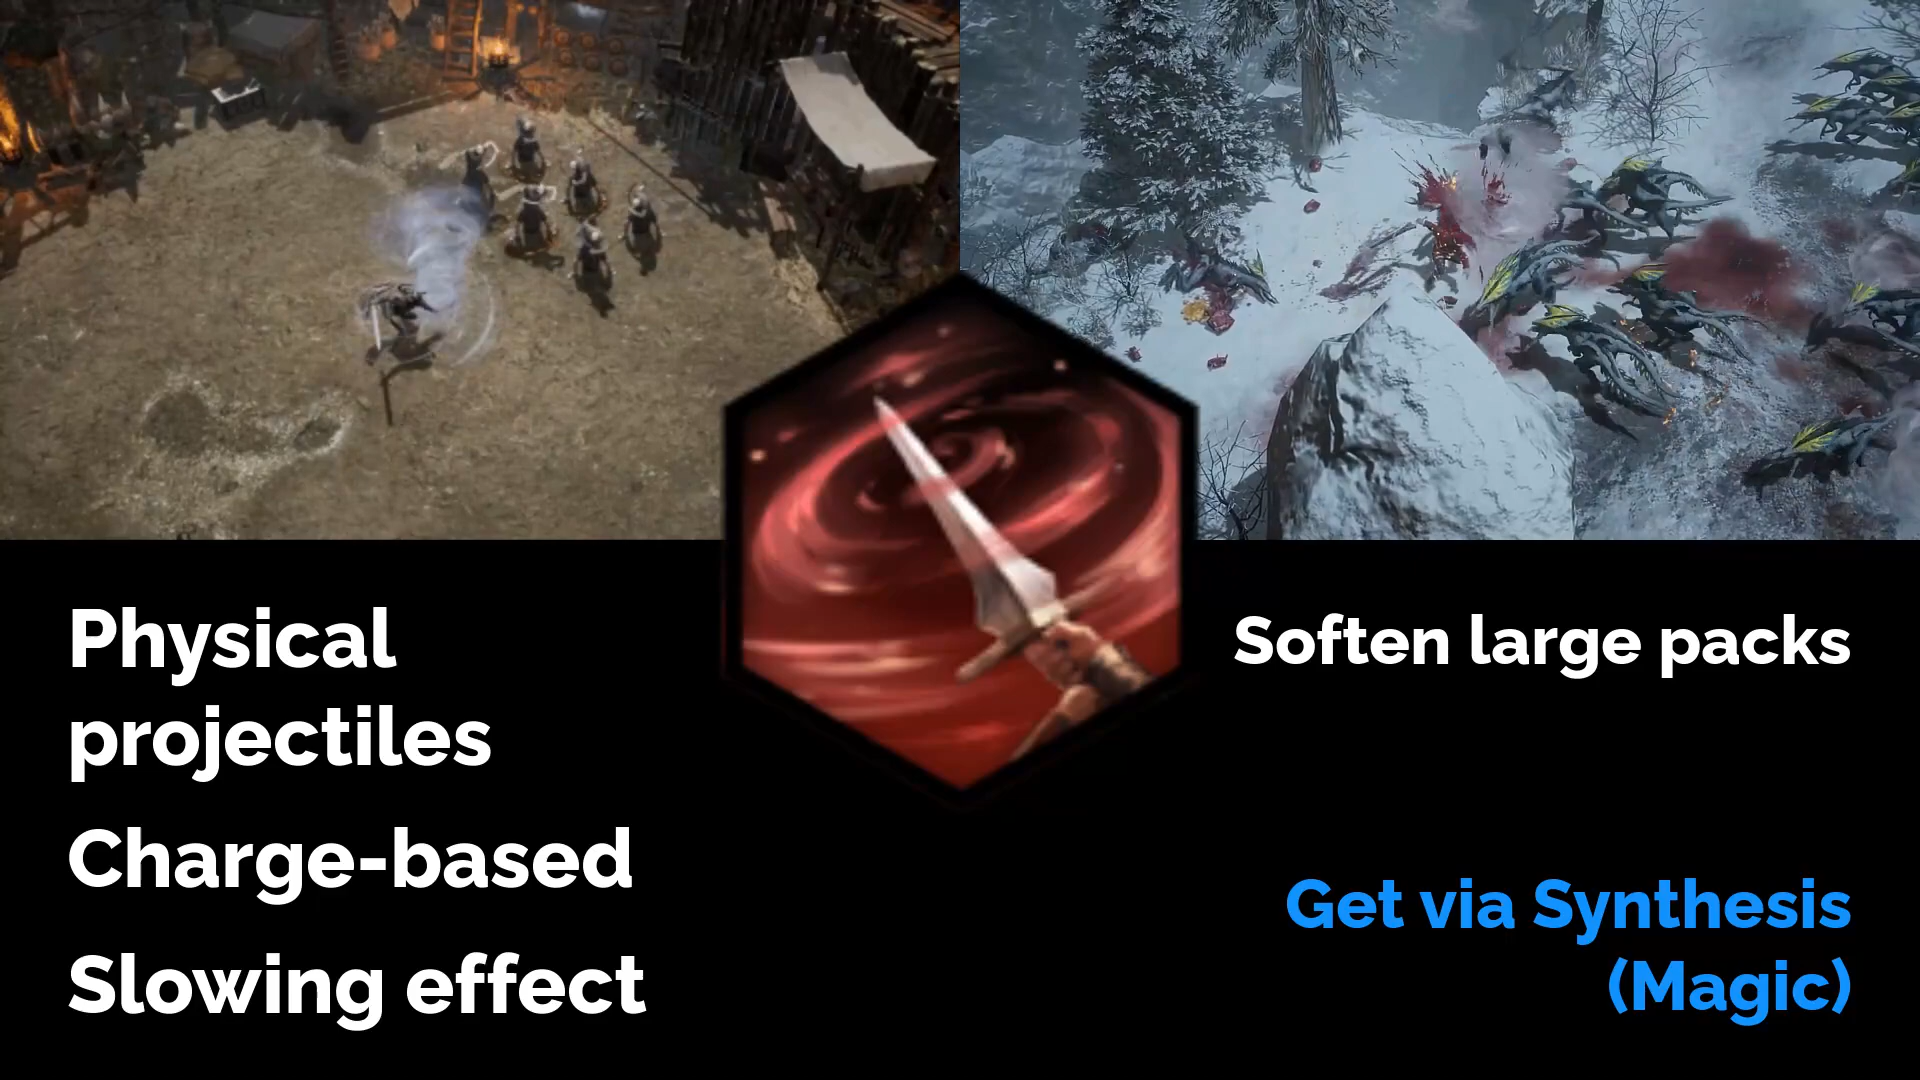 Physical
projectiles
Charge-based
Slowing effect
Soften large packs
Get via Synthesis
(Magic)